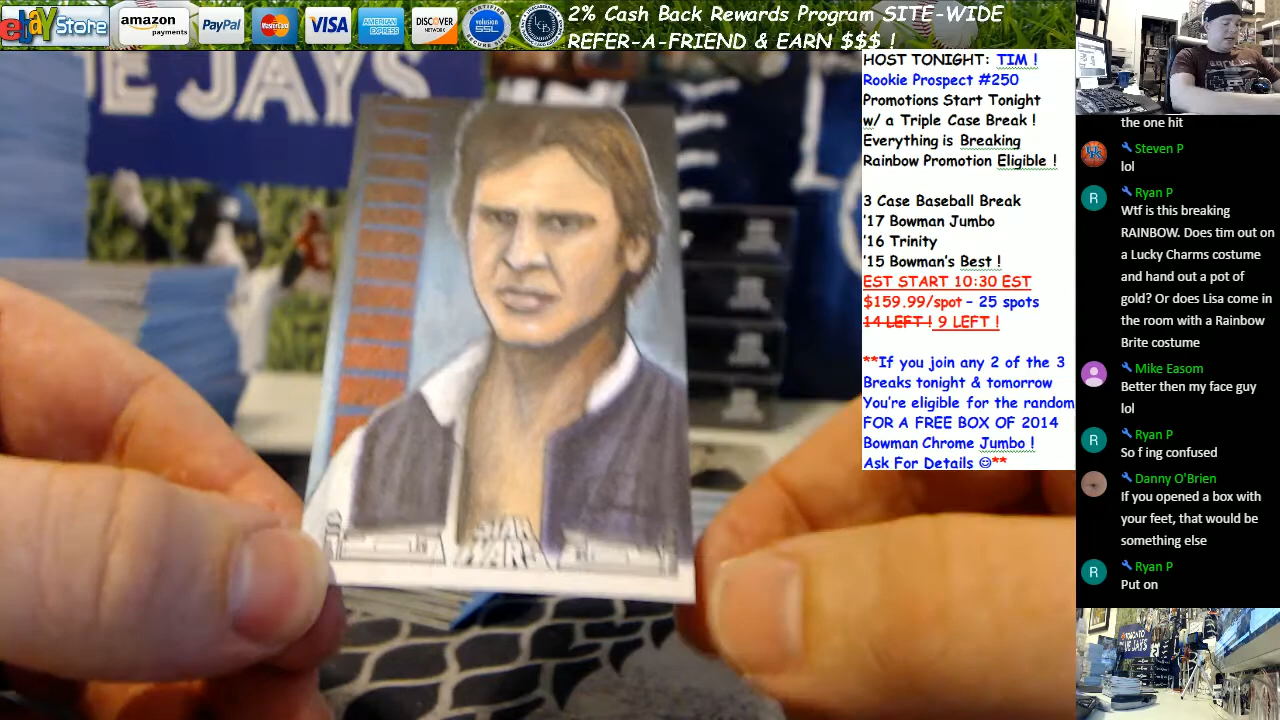 ebay Store
amazon
payments
PayPal
MasterCard
VISA
AMERICAN
EXPRESS
DISCOVER
NETWORK
volusion
SSL
2% Cash Back Rewards Program SITE-WIDE
REFER-A-FRIEND & EARN $$$ !
HOST TONIGHT: TIM !
Rookie Prospect #250
Promotions Start Tonight
w/ a Triple Case Break !
Everything is Breaking
Rainbow Promotion Eligible !
3 Case Baseball Break
'17 Bowman Jumbo
'16 Trinity
'15 Bowman's Best !
EST START 10:30 EST
$159.99/spot – 25 spots
14 LEFT ! 9 LEFT !
**If you join any 2 of the 3
Breaks tonight & tomorrow
You're eligible for the random
FOR A FREE BOX OF 2014
Bowman Chrome Jumbo !
Ask For Details ☺**
the one hit
Steven P
lol
R
Ryan P
Wtf is this breaking
RAINBOW. Does tim out on
a Lucky Charms costume
and hand out a pot of
gold? Or does Lisa come in
the room with a Rainbow
Brite costume
Mike Easom
Better then my face guy
lol
R
Ryan P
So f ing confused
Danny O'Brien
If you opened a box with
your feet, that would be
something else
R
Ryan P
Put on
E JAYS
STAR
WARS
TORONTO
UE JAYS